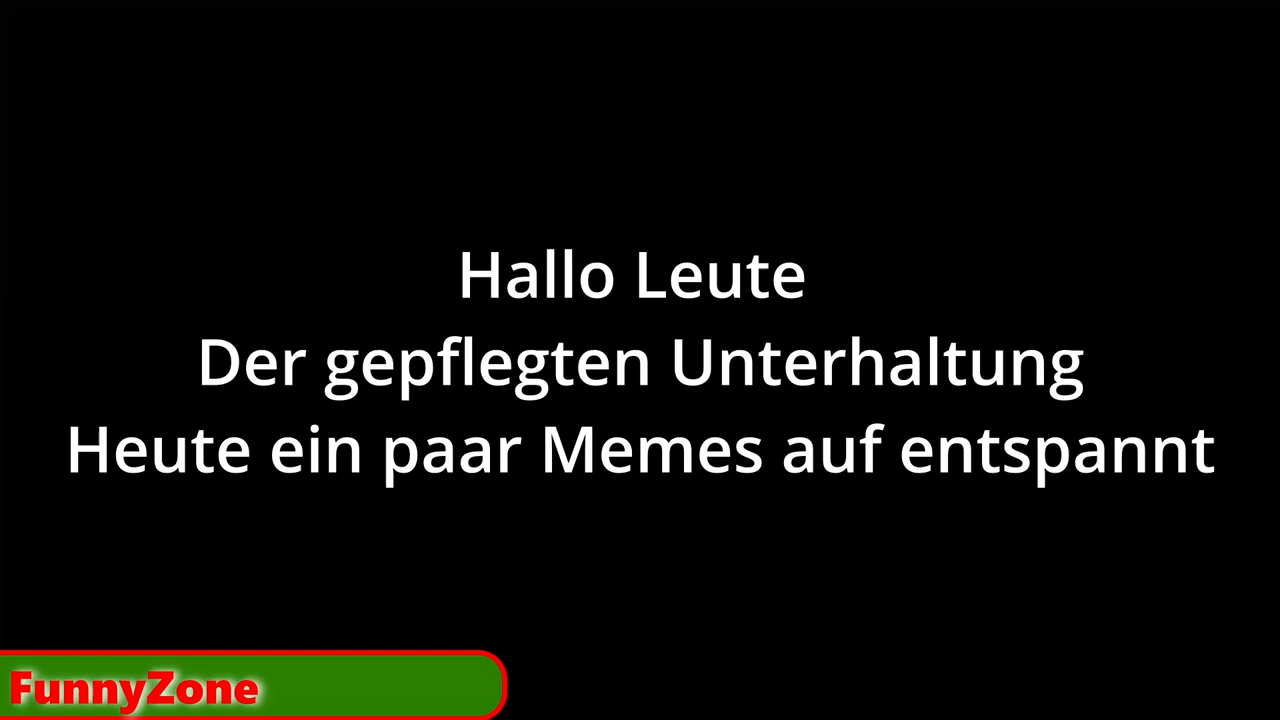 Hallo Leute
Der gepflegten Unterhaltung
Heute ein paar Memes auf entspannt
FunnyZone